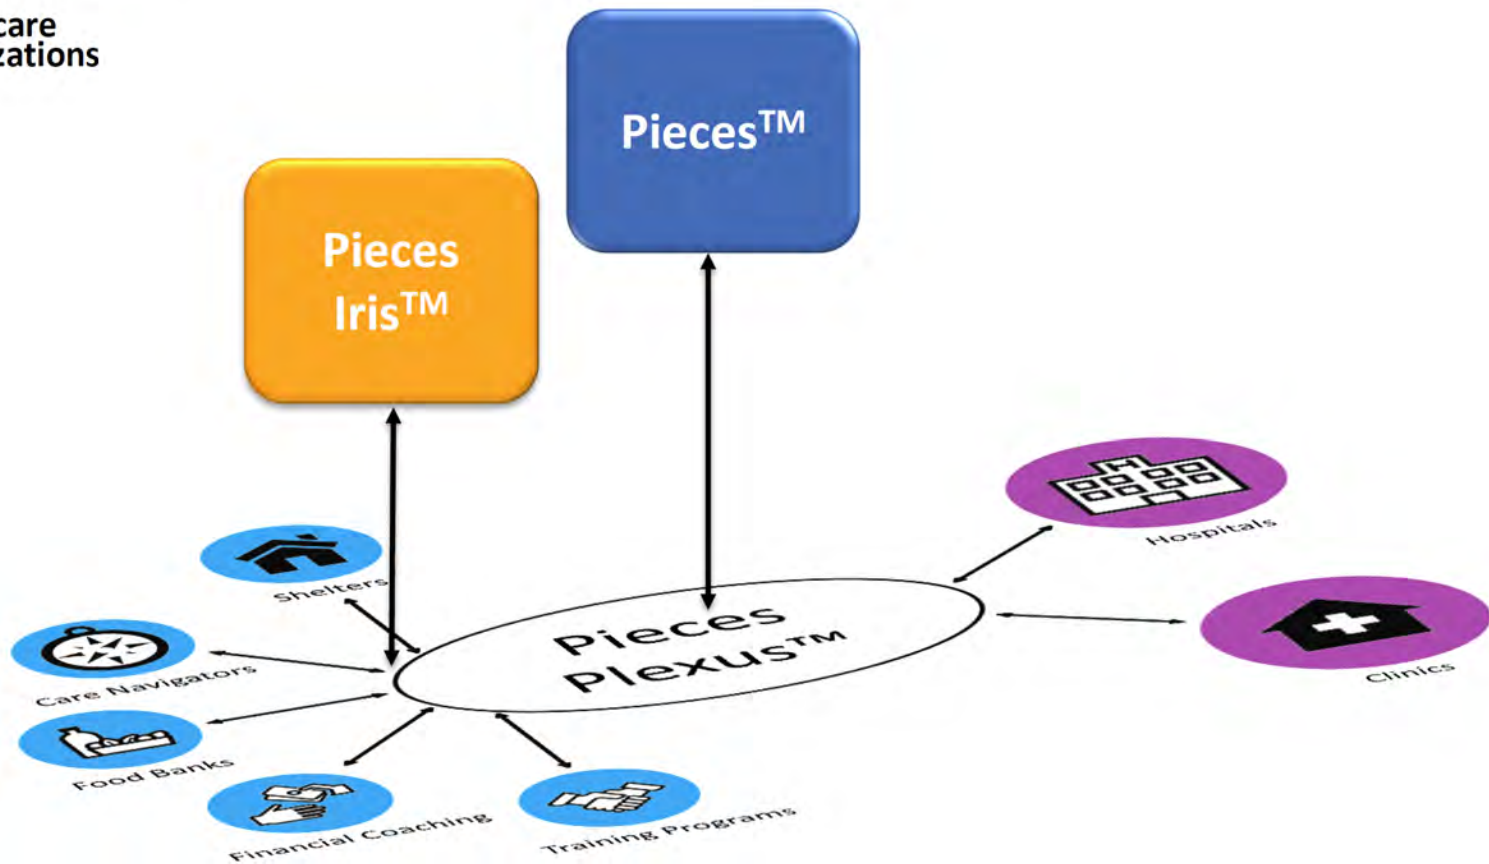 care
zations
Pieces™
Pieces
Iris™
Hospitals
Shelters
Pieces
Plexus™
Care Navigators
Clinics
Food Banks
Financial Coaching
Training Programs